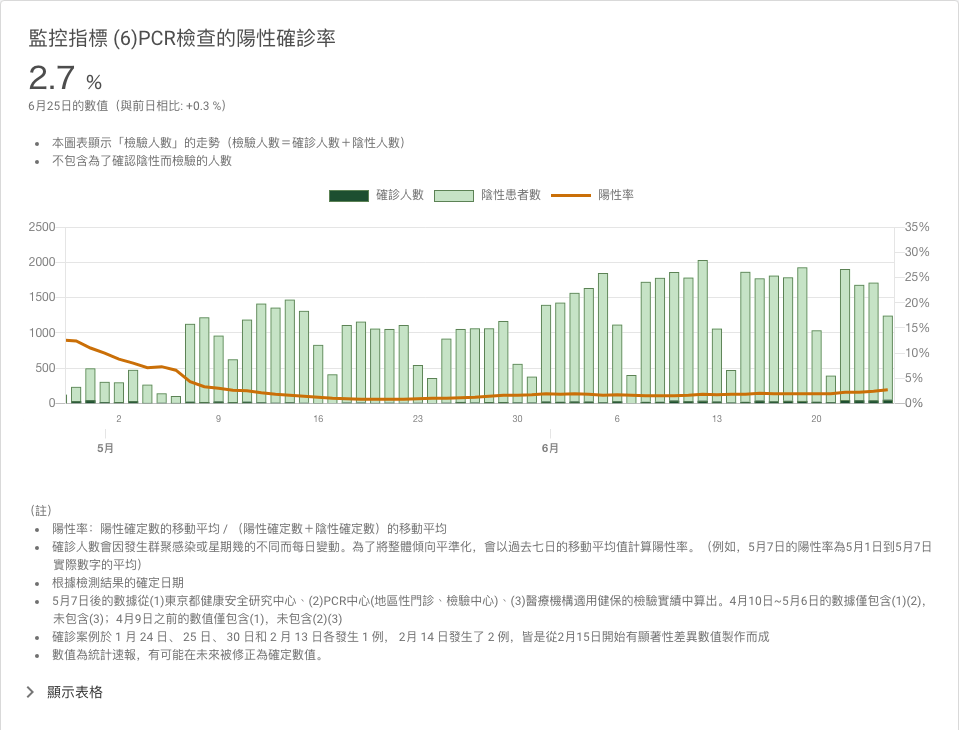 監控指標 (6)PCR檢查的陽性確診率
2.7 %
6月25日的數值（與前日相比: +0.3 %）
• 本圖表顯示「檢驗人數」的走勢（檢驗人數＝確診人數＋陰性人數）
• 不包含為了確認陰性而檢驗的人數
確診人數 陰性患者數 陽性率
2500 35%
30%
2000
25%
1500 20%
15%
1000
10%
500
5%
0 0%
2 9 16 23 30 6 13 20
5月 6月
（註）
• 陽性率：陽性確定數的移動平均 / （陽性確定數＋陰性確定數）的移動平均
• 確診人數會因發生群聚感染或星期幾的不同而每日變動。為了將整體傾向平準化，會以過去七日的移動平均值計算陽性率。（例如，5月7日的陽性率為5月1日到5月7日
實際數字的平均）
• 根據檢測結果的確定日期
• 5月7日後的數據從(1)東京都健康安全研究中心、(2)PCR中心(地區性門診、檢驗中心)、(3)醫療機構適用健保的檢驗實績中算出。4月10日~5月6日的數據僅包含(1)(2)，
未包含(3)；4月9日之前的數值僅包含(1)，未包含(2)(3)
• 確診案例於 1 月 24 日、 25 日、 30 日和 2 月 13 日各發生 1 例， 2月 14 日發生了 2 例，皆是從2月15日開始有顯著性差異數值製作而成
• 數值為統計速報，有可能在未來被修正為確定數值。
顯示表格